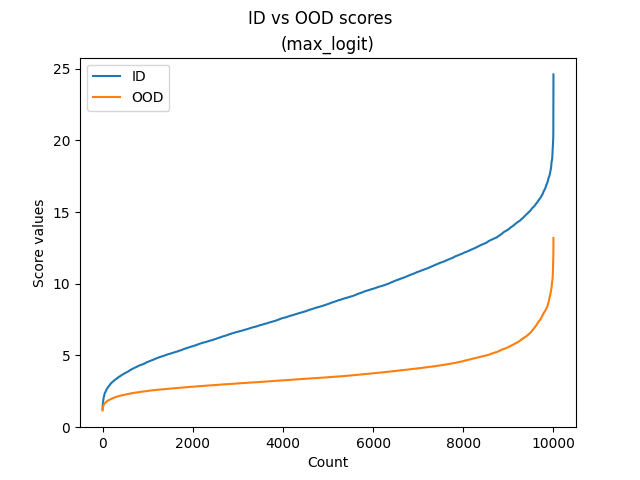 ID vs OOD scores
(max_logit)
ID
OOD
25
20
15
10
5
0
Score values
0
2000
4000
6000
8000
10000
Count